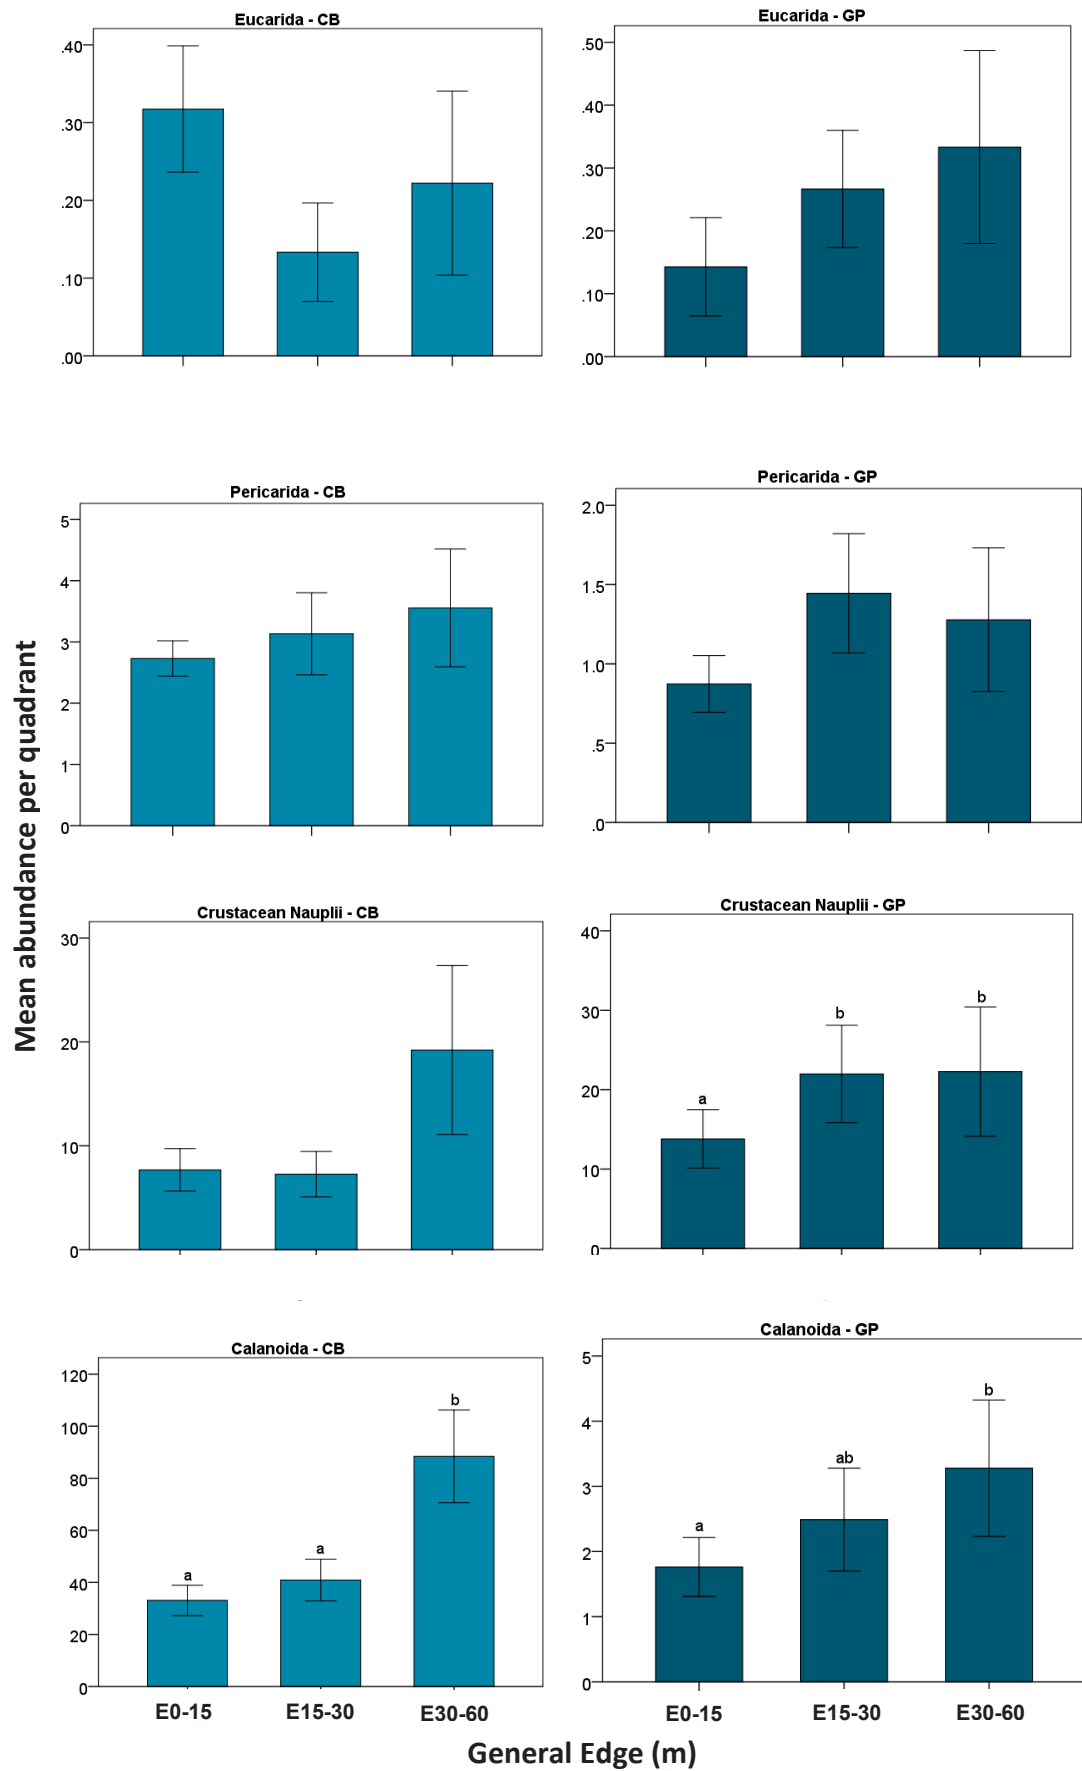 Eucarida - CB
.40
.30
.20
.10
.00
Eucarida - GP
.50
.40
.30
.20
.10
.00
Pericarida - CB
5
4
3
2
1
0
Pericarida - GP
2.0
1.5
1.0
.5
.0
Mean abundance per quadrant
Crustacean Nauplii - CB
30
20
10
0
Crustacean Nauplii - GP
40
30
20
10
0
a
b
b
Calanoida - CB
120
100
80
60
40
20
0
a
a
b
E0-15
E15-30
E30-60
Calanoida - GP
5
4
3
2
1
0
a
ab
b
E0-15
E15-30
E30-60
General Edge (m)